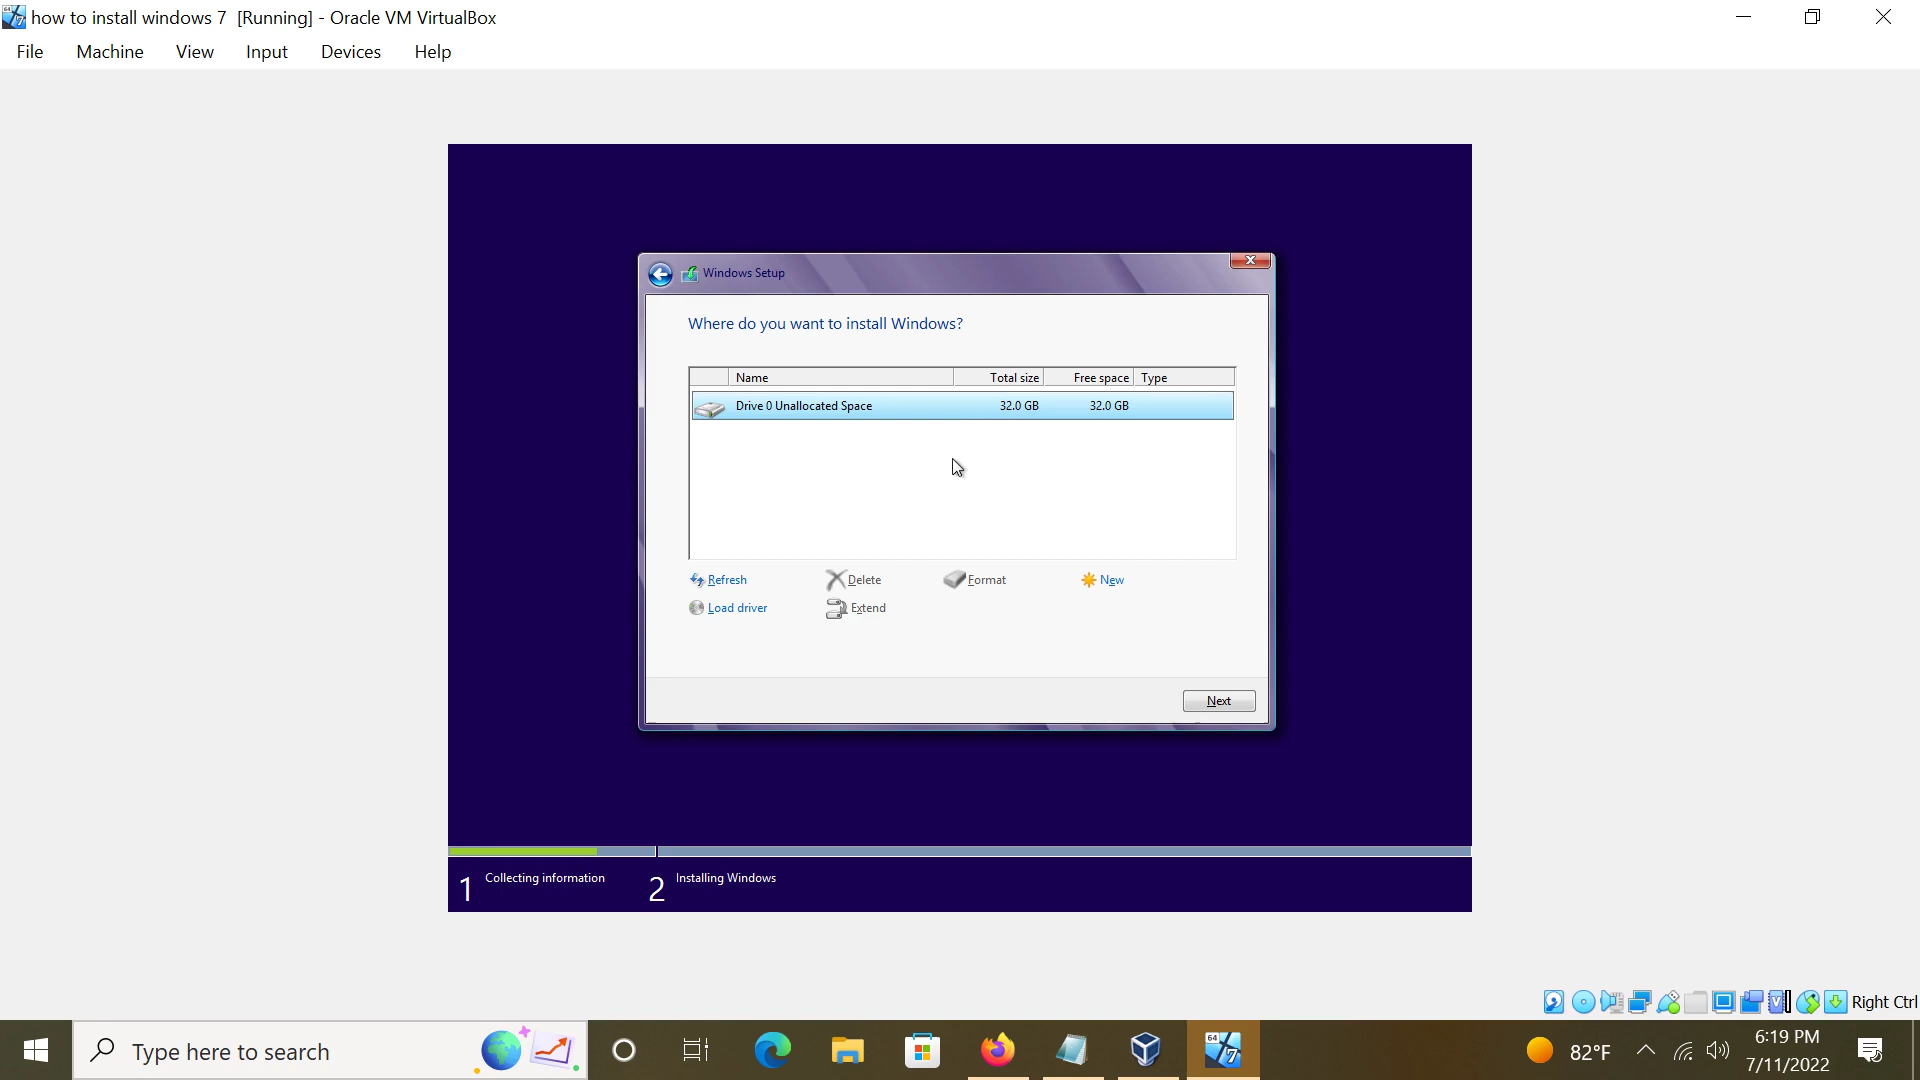 how to install windows 7 [Running] - Oracle VM VirtualBox
File Machine View Input Devices Help
Windows Setup
Where do you want to install Windows?
Name Total size Free space Type
Drive 0 Unallocated Space 32.0 GB 32.0 GB
Refresh Delete Format New
Load driver Extend
Next
1 Collecting information 2 Installing Windows
Right Ctrl
Type here to search
64
7
82°F
6:19 PM
7/11/2022